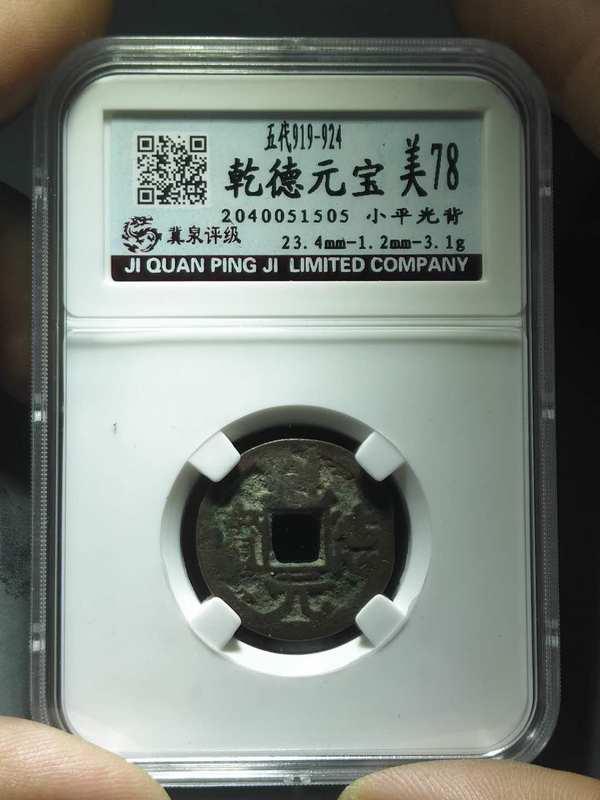 五代919-924
乾德元宝 美78
2040051505 小平光背
冀泉评级 23.4mm-1.2mm-3.1g
JI QUAN PING JI LIMITED COMPANY
元